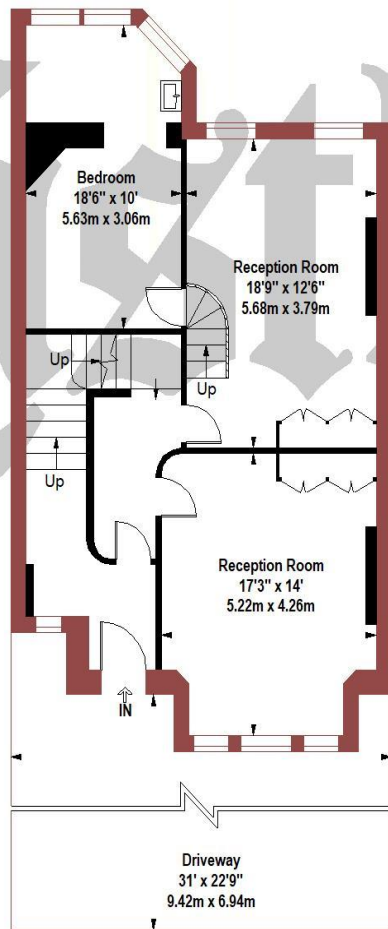 Bedroom
18'6" x 10'
5.63m x 3.06m
Reception Room
18'9" x 12'6"
5.68m x 3.79m
Up
Up
Up
Reception Room
17'3" x 14'
5.22m x 4.26m
IN
Driveway
31' x 22'9"
9.42m x 6.94m